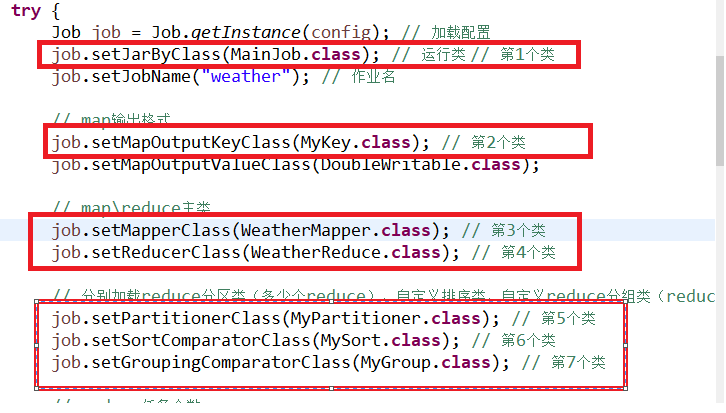 try {
Job job = Job.getInstance(config); // 加载配置
job.setJarByClass(MainJob.class); // 运行类 // 第1个类
job.setJobName("weather"); // 作业名
// map输出格式
job.setMapOutputKeyClass(MyKey.class); // 第2个类
job.setMapOutputValueClass(DoubleWritable.class);
// map\reduce主类
job.setMapperClass(WeatherMapper.class); // 第3个类
job.setReducerClass(WeatherReduce.class); // 第4个类
// 分别加载reduce分区类（多少个reduce）、自定义排序类、自定义reduce分组类（reduc
job.setPartitionerClass(MyPartitioner.class); // 第5个类
job.setSortComparatorClass(MySort.class); // 第6个类
job.setGroupingComparatorClass(MyGroup.class); // 第7个类